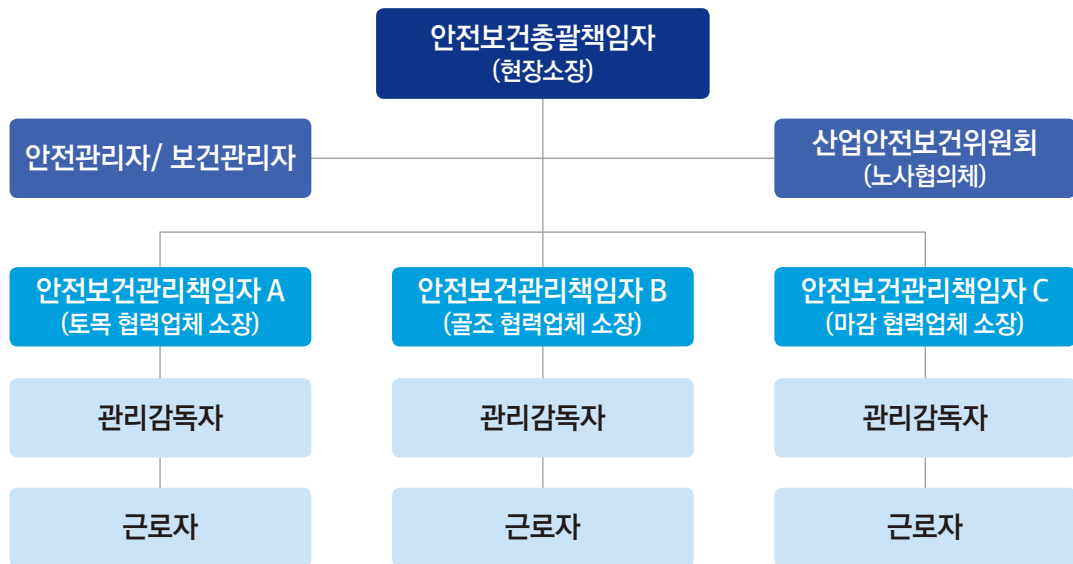 안전보건총괄책임자
(현장소장)
안전관리자/ 보건관리자
산업안전보건위원회
(노사협의체)
안전보건관리책임자 A
(토목 협력업체 소장)
안전보건관리책임자 B
(골조 협력업체 소장)
안전보건관리책임자 C
(마감 협력업체 소장)
관리감독자
관리감독자
관리감독자
근로자
근로자
근로자